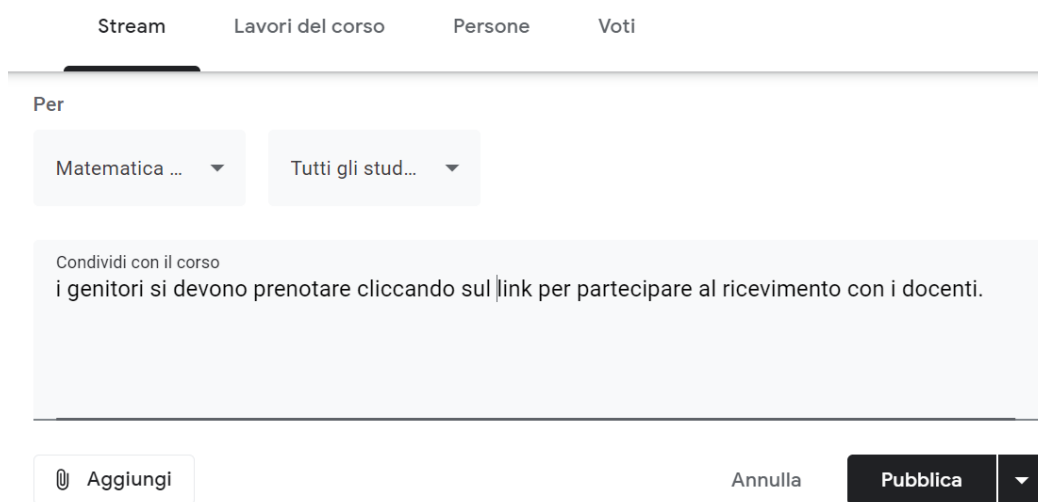 Stream Lavori del corso Persone Voti
Per
Matematica ... Tutti gli stud...
Condividi con il corso
i genitori si devono prenotare cliccando sul link per partecipare al ricevimento con i docenti.
Aggiungi Annulla Pubblica